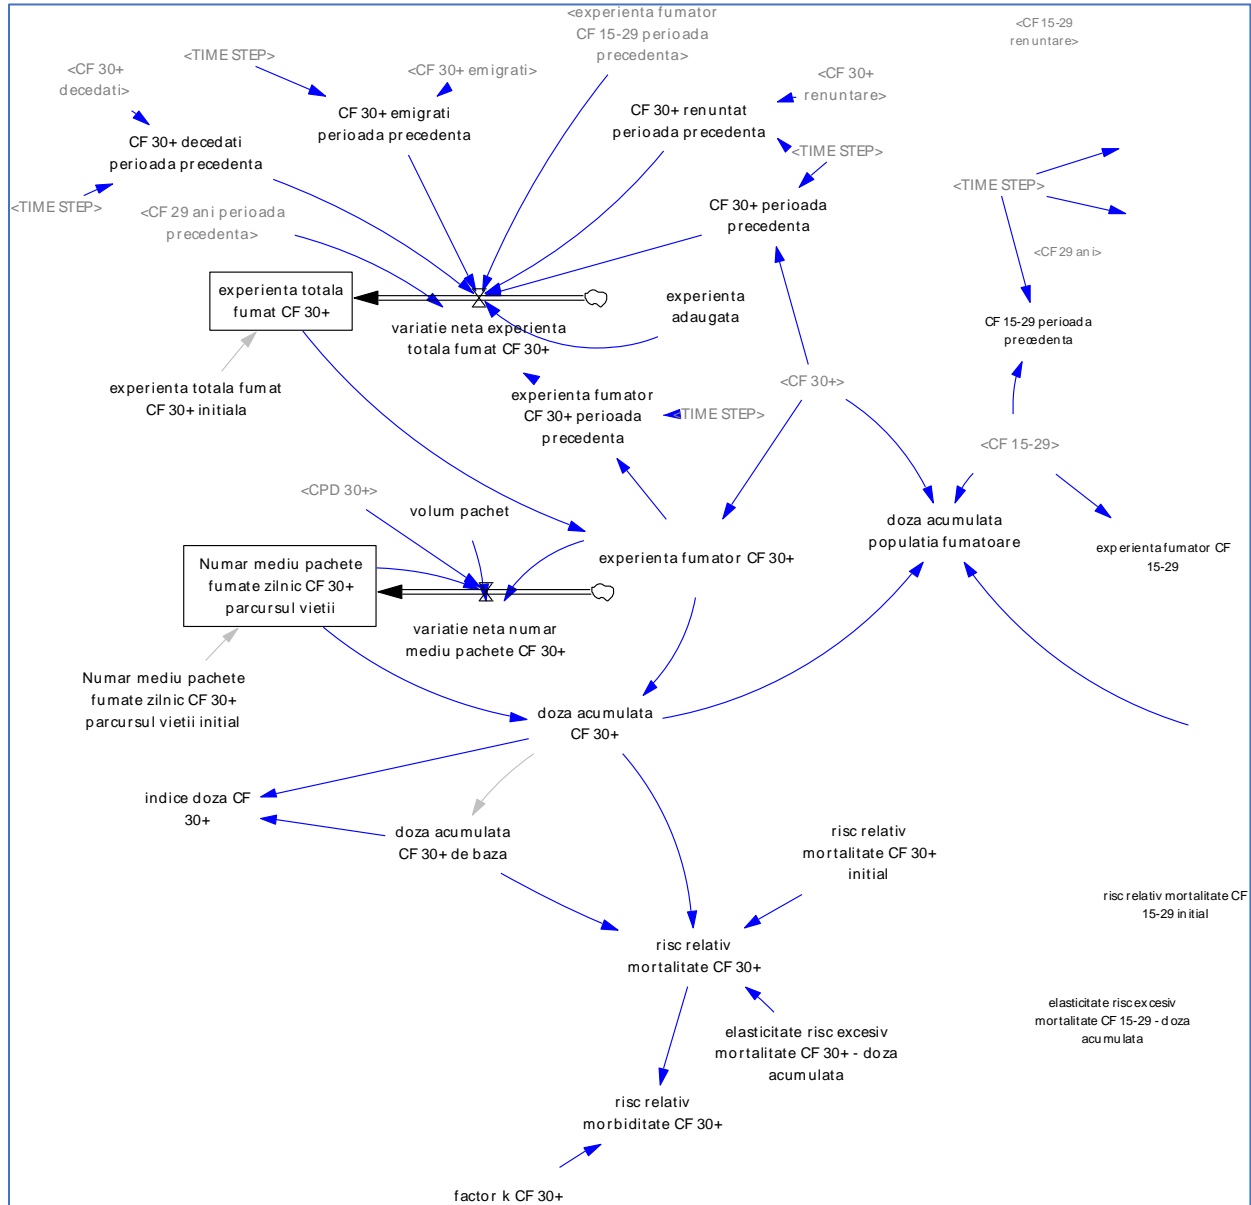 <experienta fumator
CF 15-29 perioada
precedenta>
<CF 15-29
renuntare>
<TIME STEP>
<CF 30+
decedati>
<CF 30+ emigrati>
<CF 30+
renuntare>
CF 30+ emigrati
perioada precedenta
CF 30+ renuntat
perioada precedenta
CF 30+ decedati
perioada precedenta
<TIME STEP>
<TIME STEP>
<TIME STEP>
<CF 29 ani perioada
precedenta>
CF 30+ perioada
precedenta
<CF 29 ani>
experienta totala
fumat CF 30+
experienta
adaugata
variatie neta experienta
totala fumat CF 30+
CF 15-29 perioada
precedenta
experienta totala fumat
CF 30+ initiala
experienta fumator
CF 30+ perioada
precedenta
<TIME STEP>
<CF 30+>
<CF 15-29>
<CPD 30+>
volum pachet
doza acumulata
populatia fumatoare
experienta fumator CF 30+
experienta fumator CF
15-29
Numar mediu pachete
fumate zilnic CF 30+
parcursul vietii
variatie neta numar
mediu pachete CF 30+
Numar mediu pachete
fumate zilnic CF 30+
parcursul vietii initial
doza acumulata
CF 30+
indice doza CF
30+
doza acumulata
CF 30+ de baza
risc relativ
mortalitate CF 30+
initial
risc relativ mortalitate CF
15-29 initial
risc relativ
mortalitate CF 30+
elasticitate risc excesiv
mortalitate CF 15-29 - doza
acumulata
elasticitate risc excesiv
mortalitate CF 30+ - doza
acumulata
risc relativ
morbiditate CF 30+
factor k CF 30+